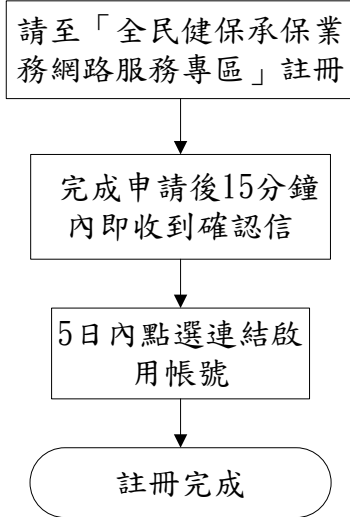 請至「全民健保承保業
務網路服務專區」註冊
完成申請後15分鐘
內即收到確認信
5日內點選連結啟
用帳號
註冊完成